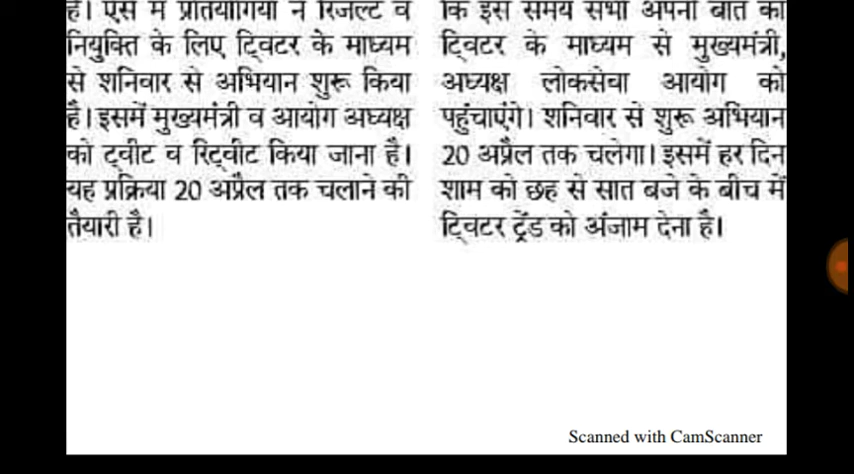 है। ऐसे में प्रतियोगियों ने रिजल्ट व
नियुक्ति के लिए ट्विटर के माध्यम
से शनिवार से अभियान शुरू किया
है। इसमें मुख्यमंत्री व आयोग अध्यक्ष
को ट्वीट व रिट्वीट किया जाना है।
यह प्रक्रिया 20 अप्रैल तक चलाने की
तैयारी है।
कि इस समय सभी अपनी बात को
ट्विटर के माध्यम से मुख्यमंत्री,
अध्यक्ष लोकसेवा आयोग को
पहुंचाएंगे। शनिवार से शुरू अभियान
20 अप्रैल तक चलेगा। इसमें हर दिन
शाम को छह से सात बजे के बीच में
ट्विटर ट्रेंड को अंजाम देना है।
Scanned with CamScanner